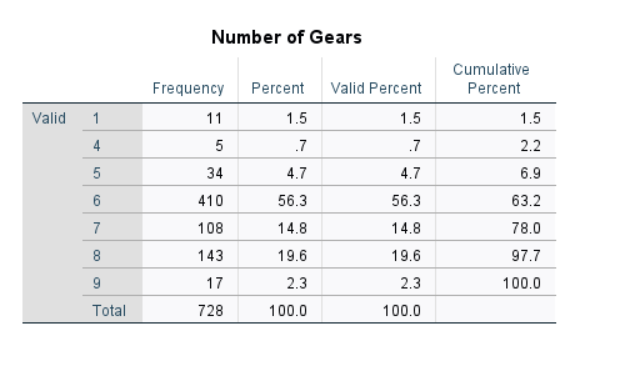 Number of Gears
Frequency Percent Valid Percent Cumulative Percent
Valid 1 11 1.5 1.5 1.5
4 5 .7 .7 2.2
5 34 4.7 4.7 6.9
6 410 56.3 56.3 63.2
7 108 14.8 14.8 78.0
8 143 19.6 19.6 97.7
9 17 2.3 2.3 100.0
Total 728 100.0 100.0